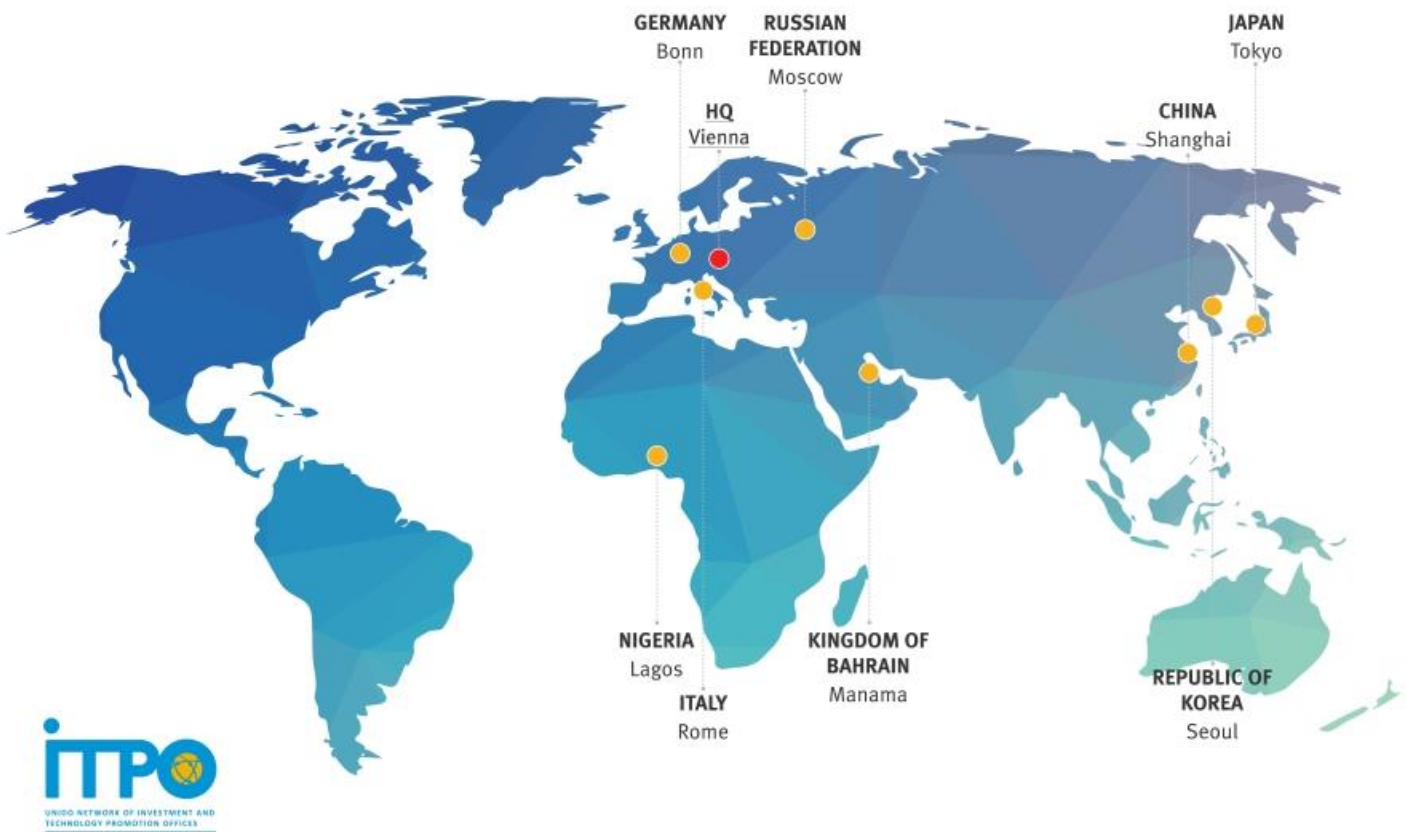 GERMANY
Bonn
RUSSIAN
FEDERATION
Moscow
JAPAN
Tokyo
HQ
Vienna
CHINA
Shanghai
NIGERIA
Lagos
KINGDOM OF
BAHRAIN
Manama
REPUBLIC OF
KOREA
Seoul
ITALY
Rome
iTPO
UNIDO NETWORK OF INVESTMENT AND
TECHNOLOGY PROMOTION OFFICES